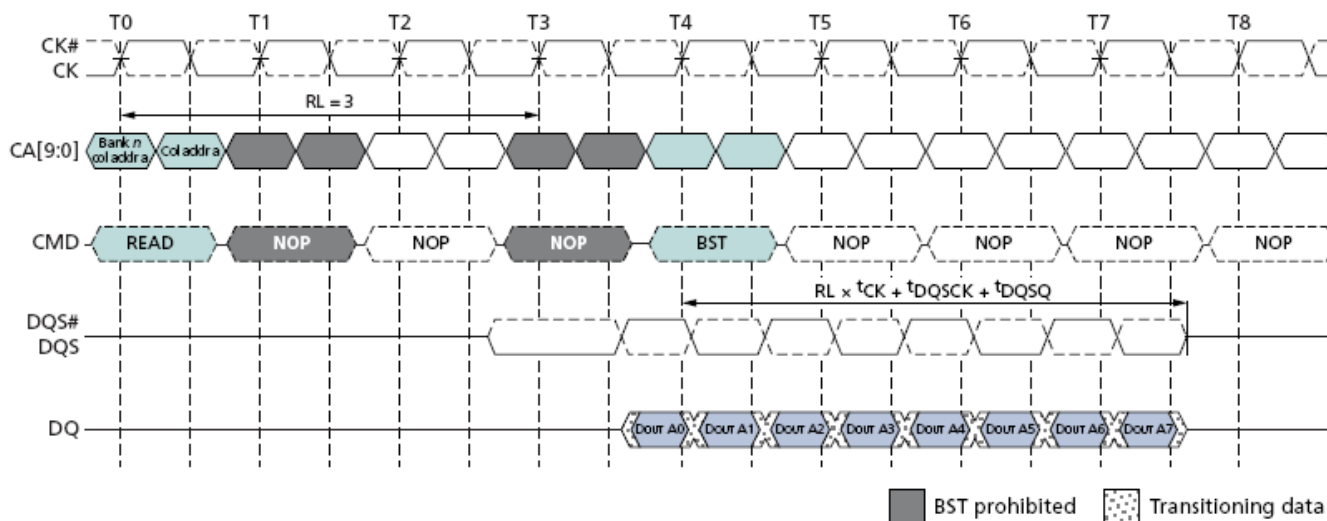 T0 T1 T2 T3 T4 T5 T6 T7 T8
CK#
CK
RL = 3
CA[9:0] Bank n col addr a Col addr a
CMD READ NOP NOP NOP BST NOP NOP NOP NOP
RL × tCK + tDQSCK + tDQSQ
DQS#
DQS
DQ DOUT A0 DOUT A1 DOUT A2 DOUT A3 DOUT A4 DOUT A5 DOUT A6 DOUT A7
BST prohibited Transitioning data